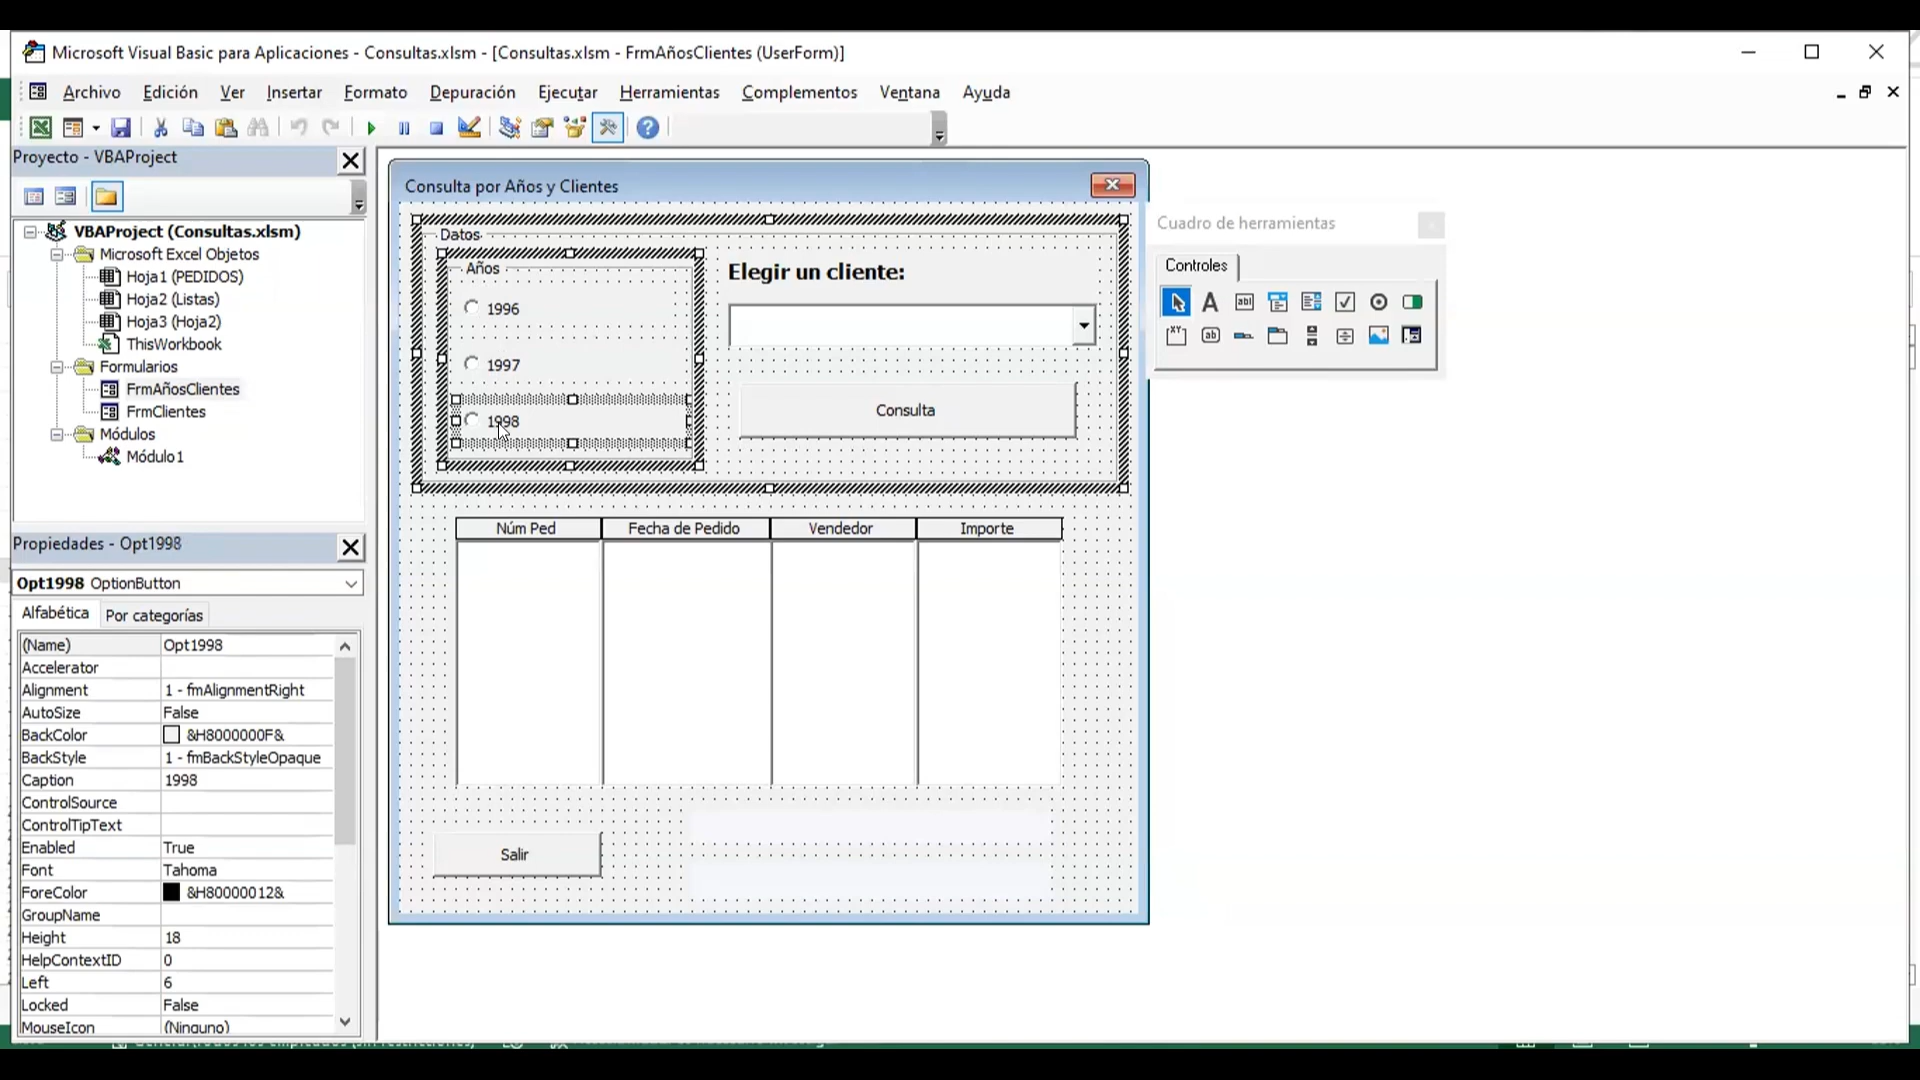 Microsoft Visual Basic para Aplicaciones - Consultas.xlsm - [Consultas.xlsm - FrmAñosClientes (UserForm)]
Archivo Edición Ver Insertar Formato Depuración Ejecutar Herramientas Complementos Ventana Ayuda
Proyecto - VBAProject
VBAProject (Consultas.xlsm)
Microsoft Excel Objetos
Hoja1 (PEDIDOS)
Hoja2 (Listas)
Hoja3 (Hoja2)
ThisWorkbook
Formularios
FrmAñosClientes
FrmClientes
Módulos
Módulo1
Propiedades - Opt1998
Opt1998 OptionButton
Alfabética Por categorías
(Name) Opt1998
Accelerator
Alignment 1 - fmAlignmentRight
AutoSize False
BackColor &H8000000F&
BackStyle 1 - fmBackStyleOpaque
Caption 1998
ControlSource
ControlTipText
Enabled True
Font Tahoma
ForeColor &H80000012&
GroupName
Height 18
HelpContextID 0
Left 6
Locked False
MouseIcon (Ninguno)
Consulta por Años y Clientes
Datos
Años
1996
1997
1998
Elegir un cliente:
Consulta
Núm Ped Fecha de Pedido Vendedor Importe
Salir
Cuadro de herramientas
Controles